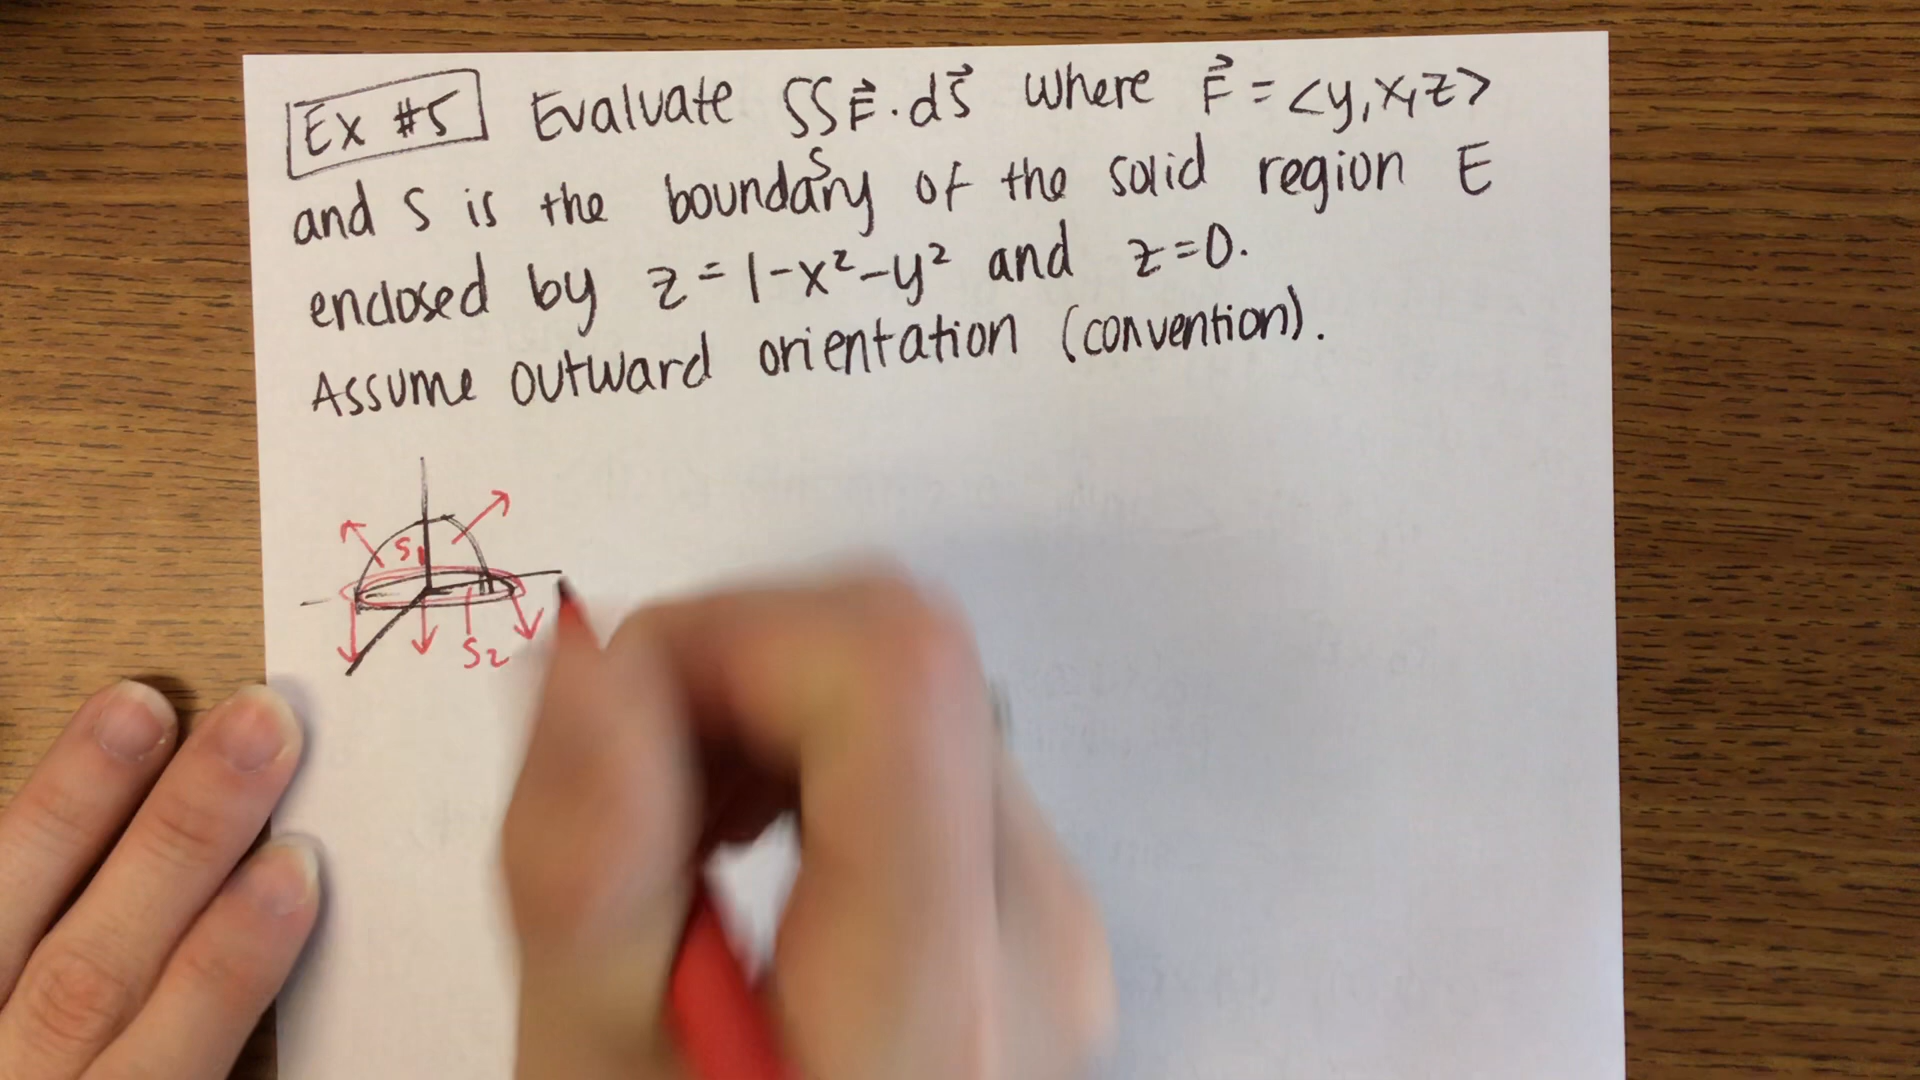 Ex #5 Evaluate ∬_S F⃗ · dS⃗ where F⃗ = <y, x, z>
and S is the boundary of the solid region E
enclosed by z = 1-x²-y² and z=0.
Assume outward orientation (convention).
S₁
S₂